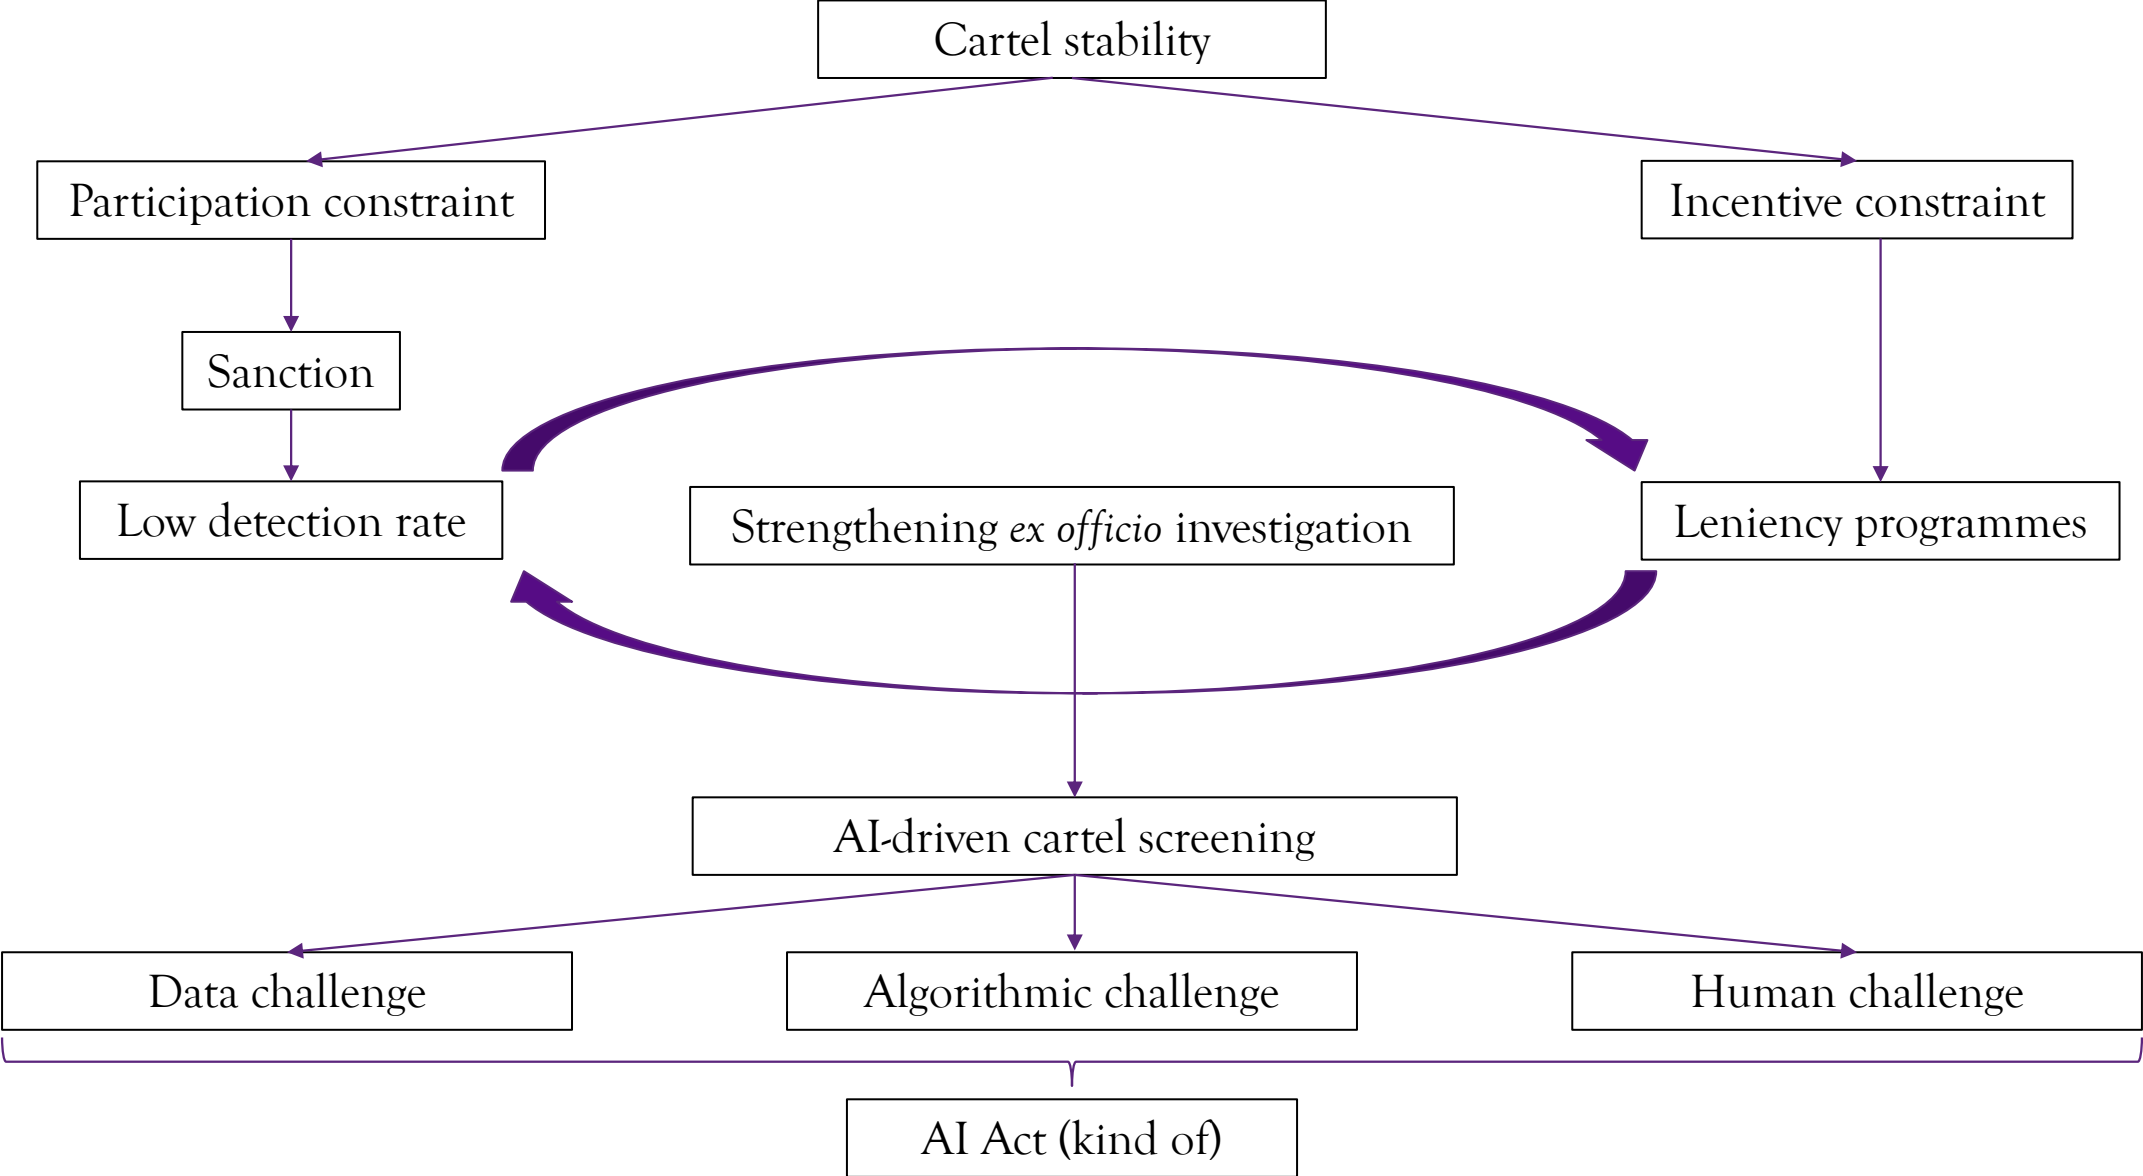 Cartel stability
Participation constraint
Incentive constraint
Sanction
Low detection rate
Strengthening ex officio investigation
Leniency programmes
AI-driven cartel screening
Data challenge
Algorithmic challenge
Human challenge
AI Act (kind of)